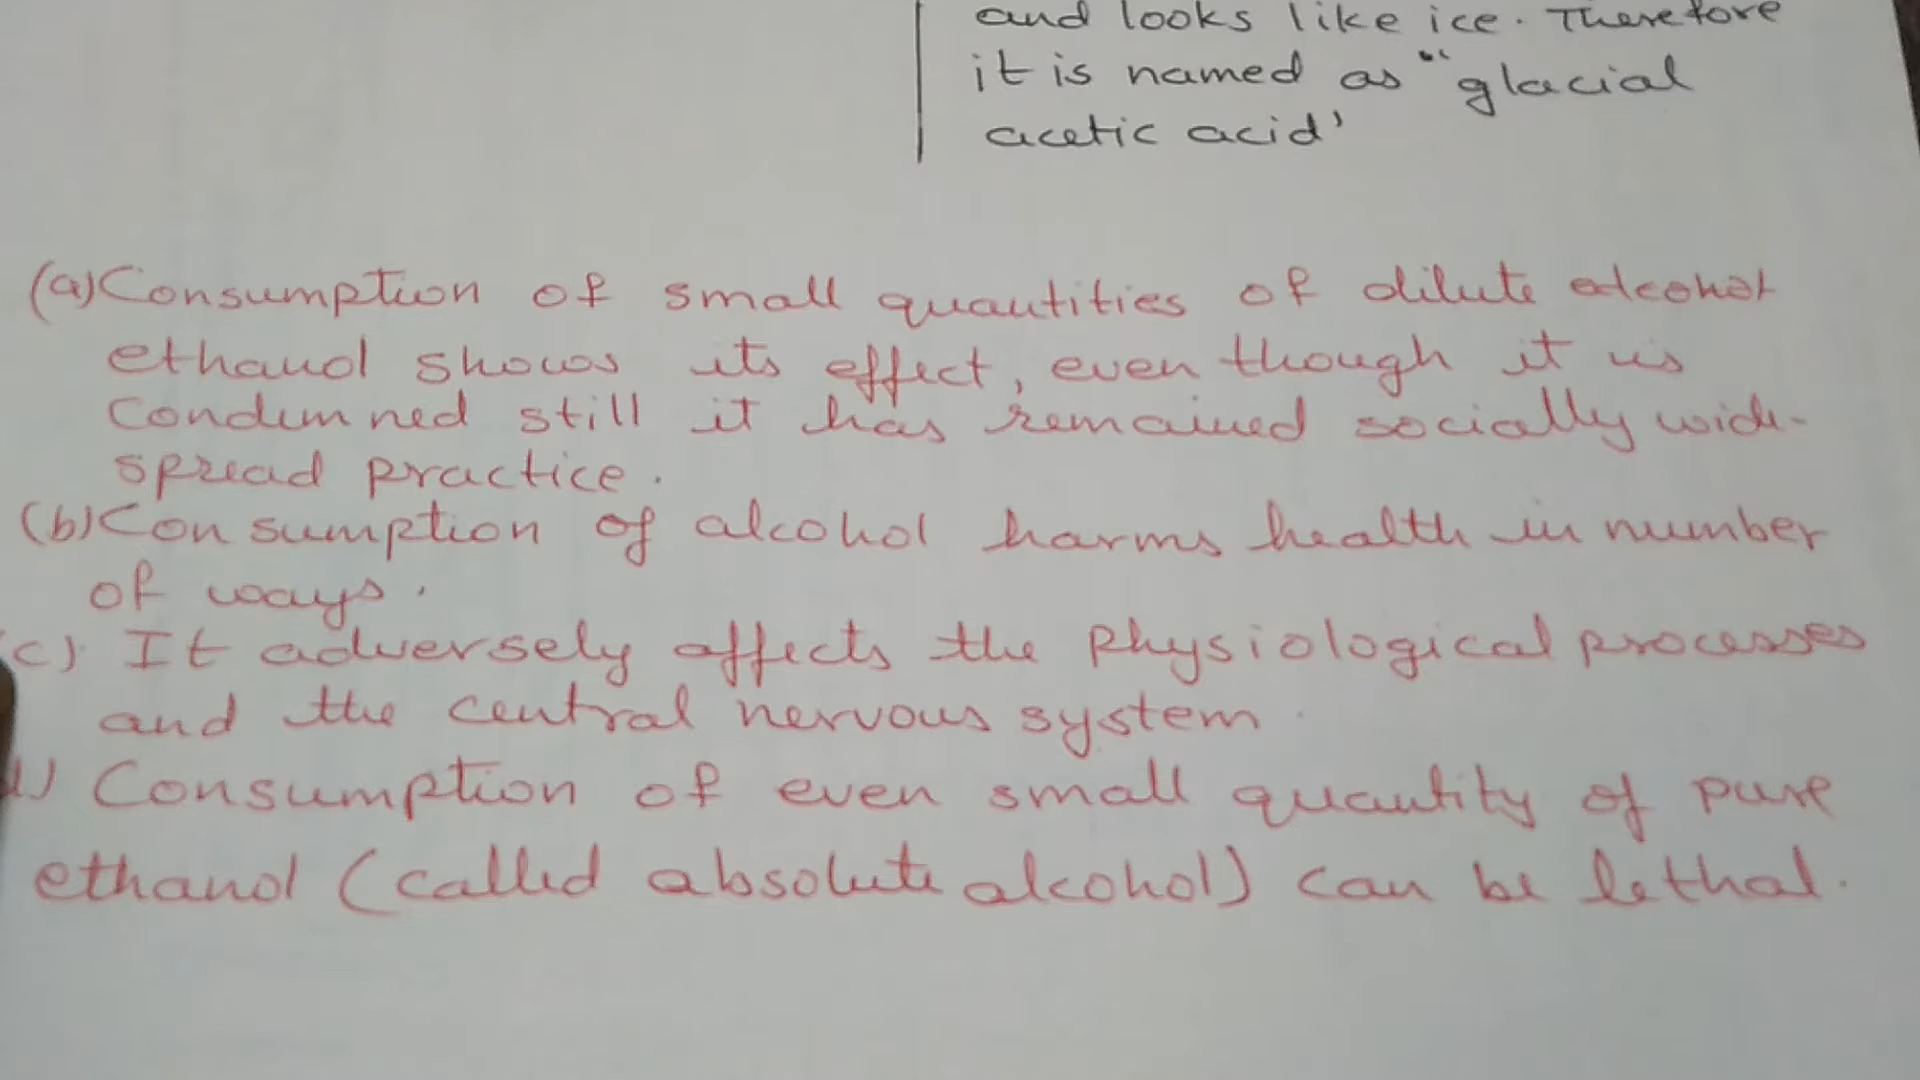 and looks like ice. Therefore
it is named as "glacial
acetic acid'
(a) Consumption of small quantities of dilute alcohol
ethanol shows its effect, even though it is
condemned still it has remained socially wide-
spread practice.
(b) Consumption of alcohol harms health in number
of ways.
c). It adversely affects the physiological processes
and the central nervous system
) Consumption of even small quantity of pure
ethanol (called absolute alcohol) can be lethal.